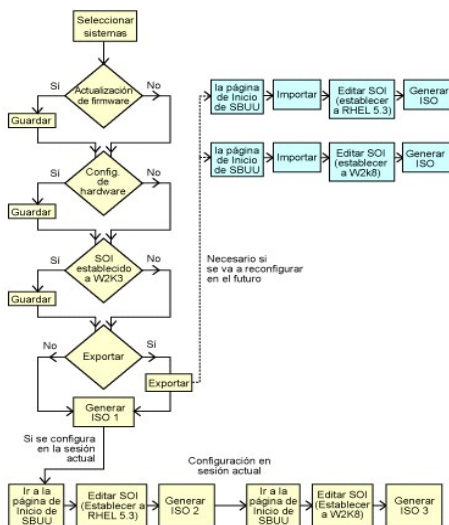 Seleccionar
sistemas
Sí
No
Actualización
de firmware
Guardar
Config.
de
hardware
Sí
No
Guardar
SOI
establecido
a W2K3
Sí
No
Guardar
Exportar
No
Sí
Exportar
Generar
ISO 1
la página
de Inicio
de SBUU
Importar
Editar SOI
(establecer
a RHEL 5.3)
Generar
ISO
la página
de Inicio
de SBUU
Importar
Editar SOI
(establecer
a W2k8)
Generar
ISO
Necesario si
se va a reconfigurar
en el futuro
Si se configura
en la sesión
actual
Configuración en
sesión actual
Ir a la
página de
Inicio de
SBUU
Editar SOI
(Establecer a
RHEL 5.3)
Generar
ISO 2
Ir a la
página de
Inicio de
SBUU
Editar SOI
(Establecer
a W2K8)
Generar
ISO 3